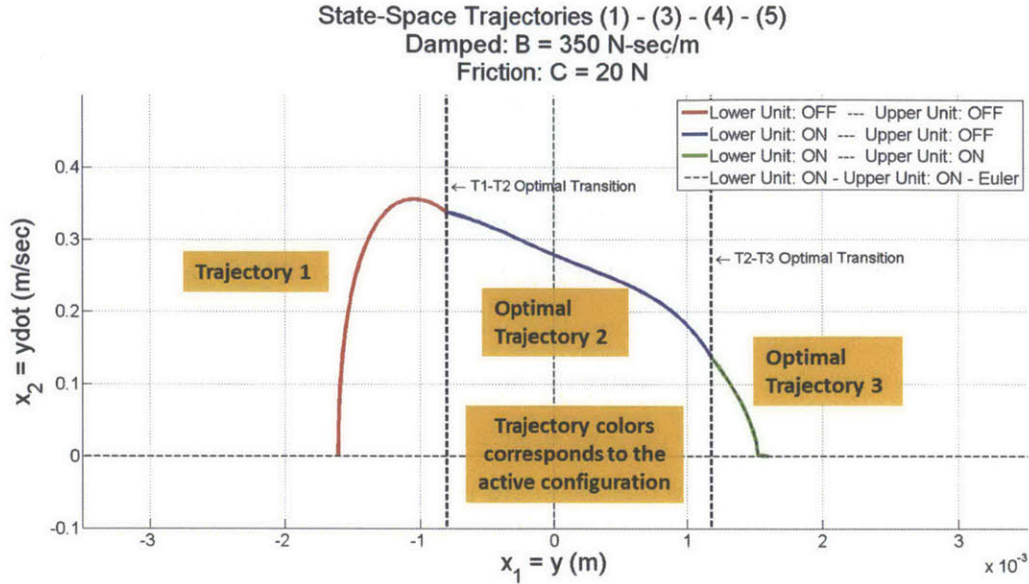 State-Space Trajectories (1) - (3) - (4) - (5)
Damped: B = 350 N-sec/m
Friction: C = 20 N
Lower Unit: OFF --- Upper Unit: OFF
Lower Unit: ON --- Upper Unit: OFF
Lower Unit: ON --- Upper Unit: ON
Lower Unit: ON - Upper Unit: ON - Euler
← T1-T2 Optimal Transition
← T2-T3 Optimal Transition
Trajectory 1
Optimal
Trajectory 2
Optimal
Trajectory 3
Trajectory colors
corresponds to the
active configuration
x₂ = ydot (m/sec)
0.4
0.3
0.2
0.1
0
-0.1
-3
-2
-1
0
1
2
3
x₁ = y (m)
x 10⁻³